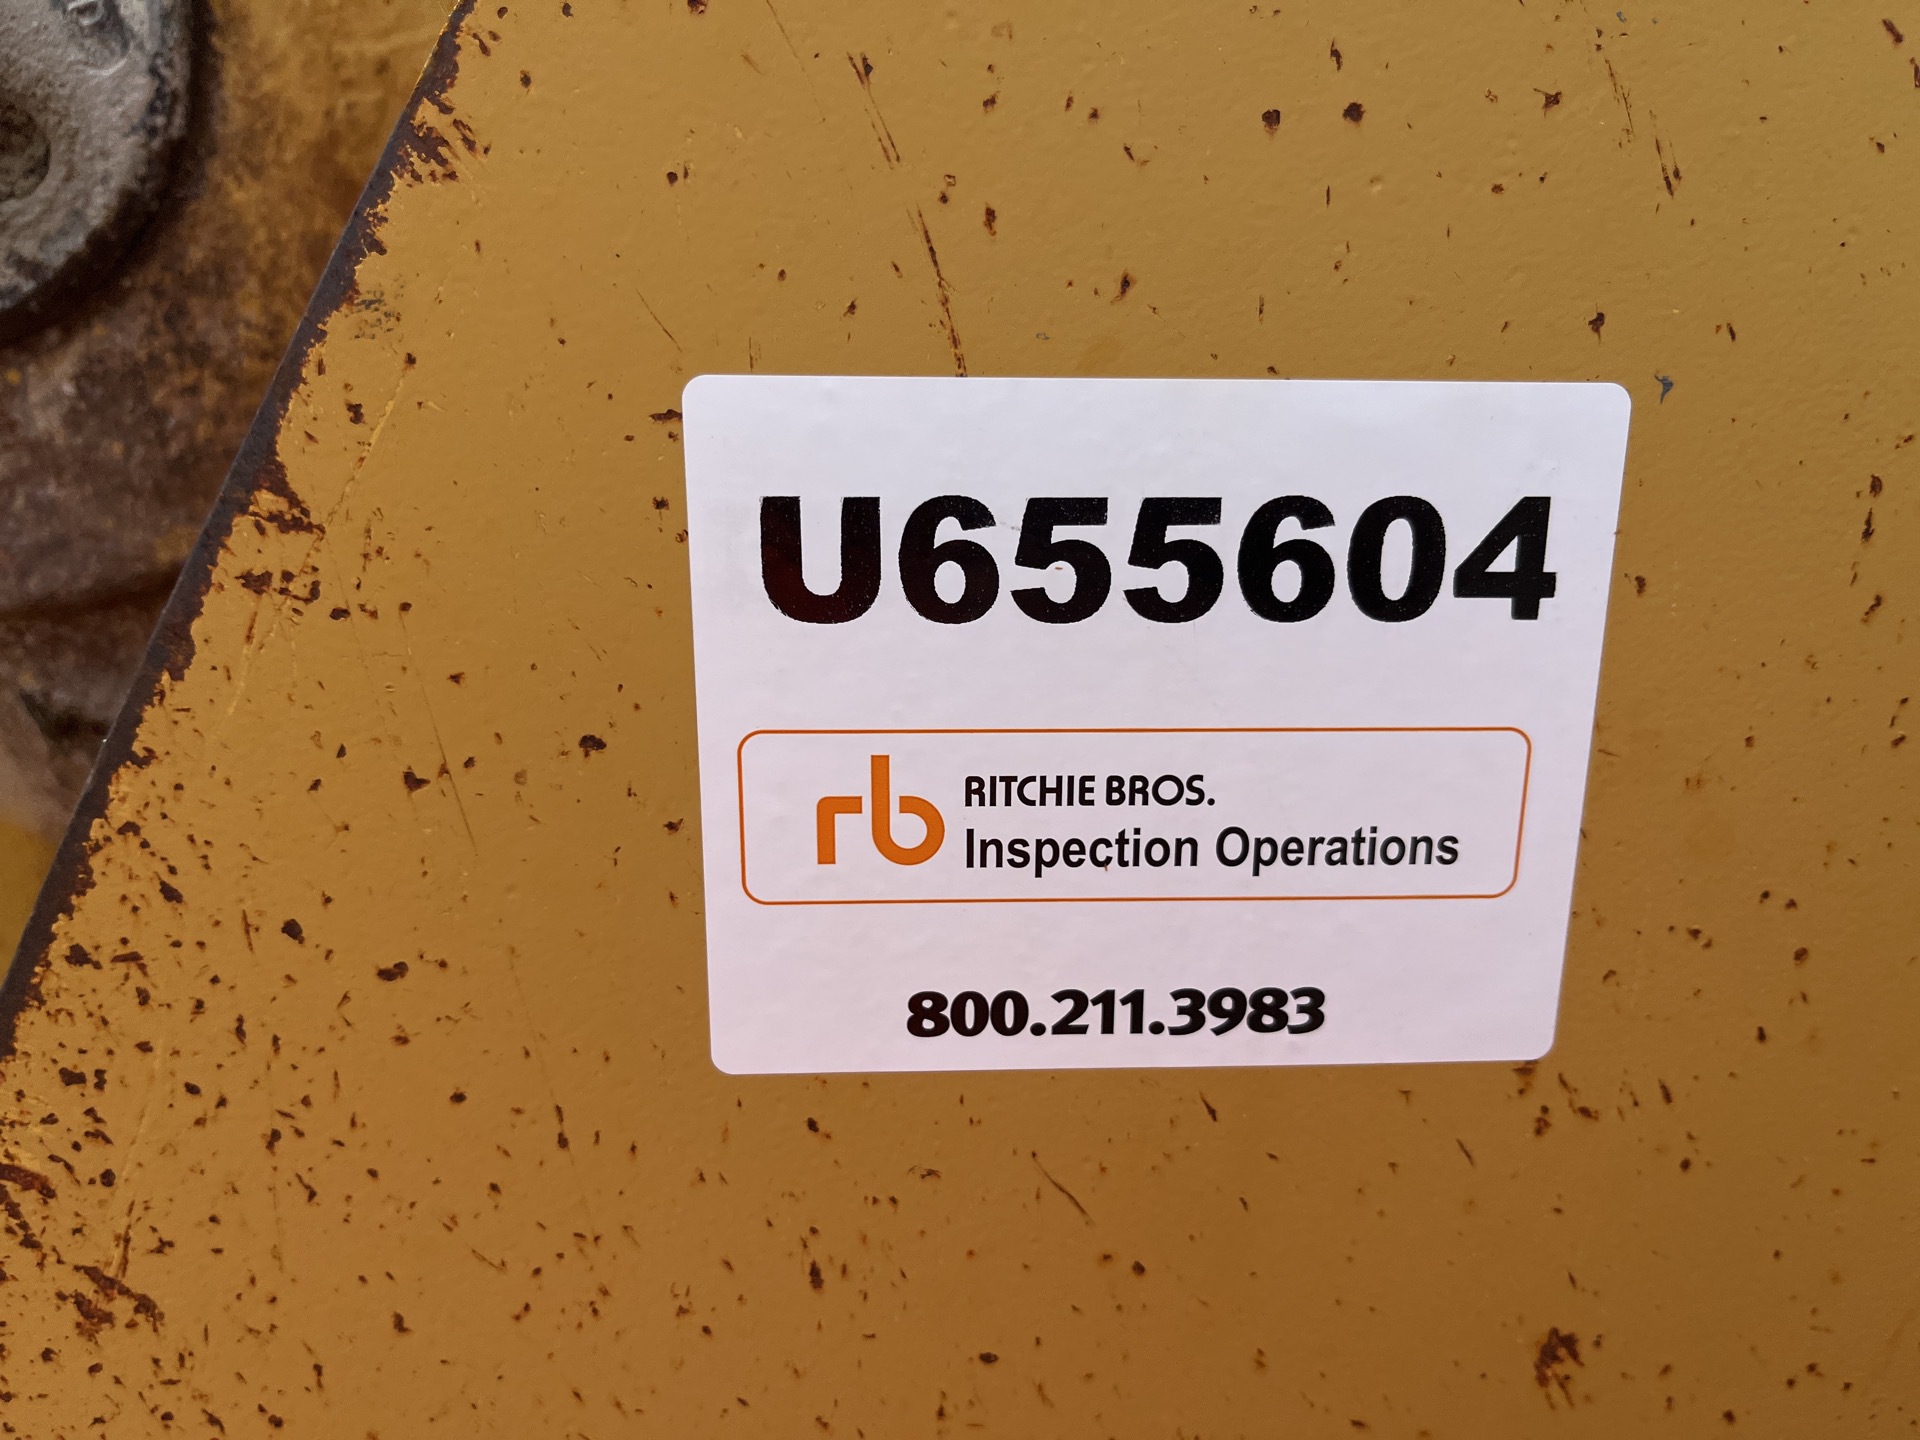 U655604
rb RITCHIE BROS.
Inspection Operations
800.211.3983